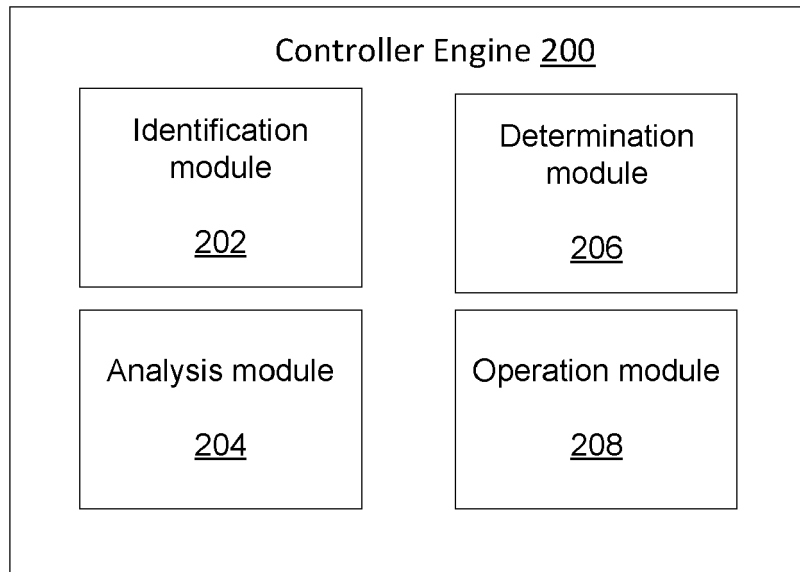 Controller Engine 200
Identification
module
202
Determination
module
206
Analysis module
204
Operation module
208